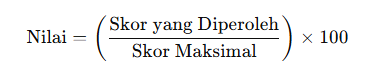 Nilai = ( Skor yang Diperoleh / Skor Maksimal ) × 100